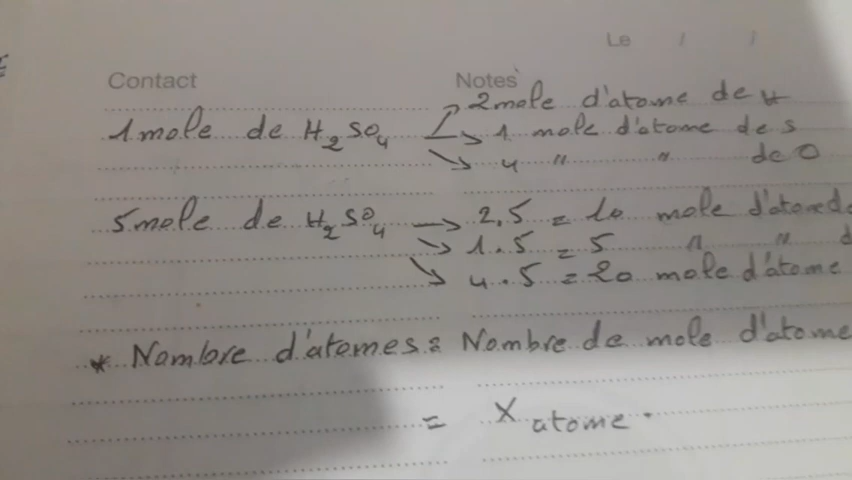 Le / /
Contact Notes
2 mole d'atome de H
1 mole de H2SO4 → 1 mole d'atome de S
→ 4 " " de O
5 mole de H2SO4 → 2.5 = 10 mole d'atome d
→ 1.5 = 5 " " d
→ 4.5 = 20 mole d'atome
* Nombre d'atomes = Nombre de mole d'atome
= X atome.